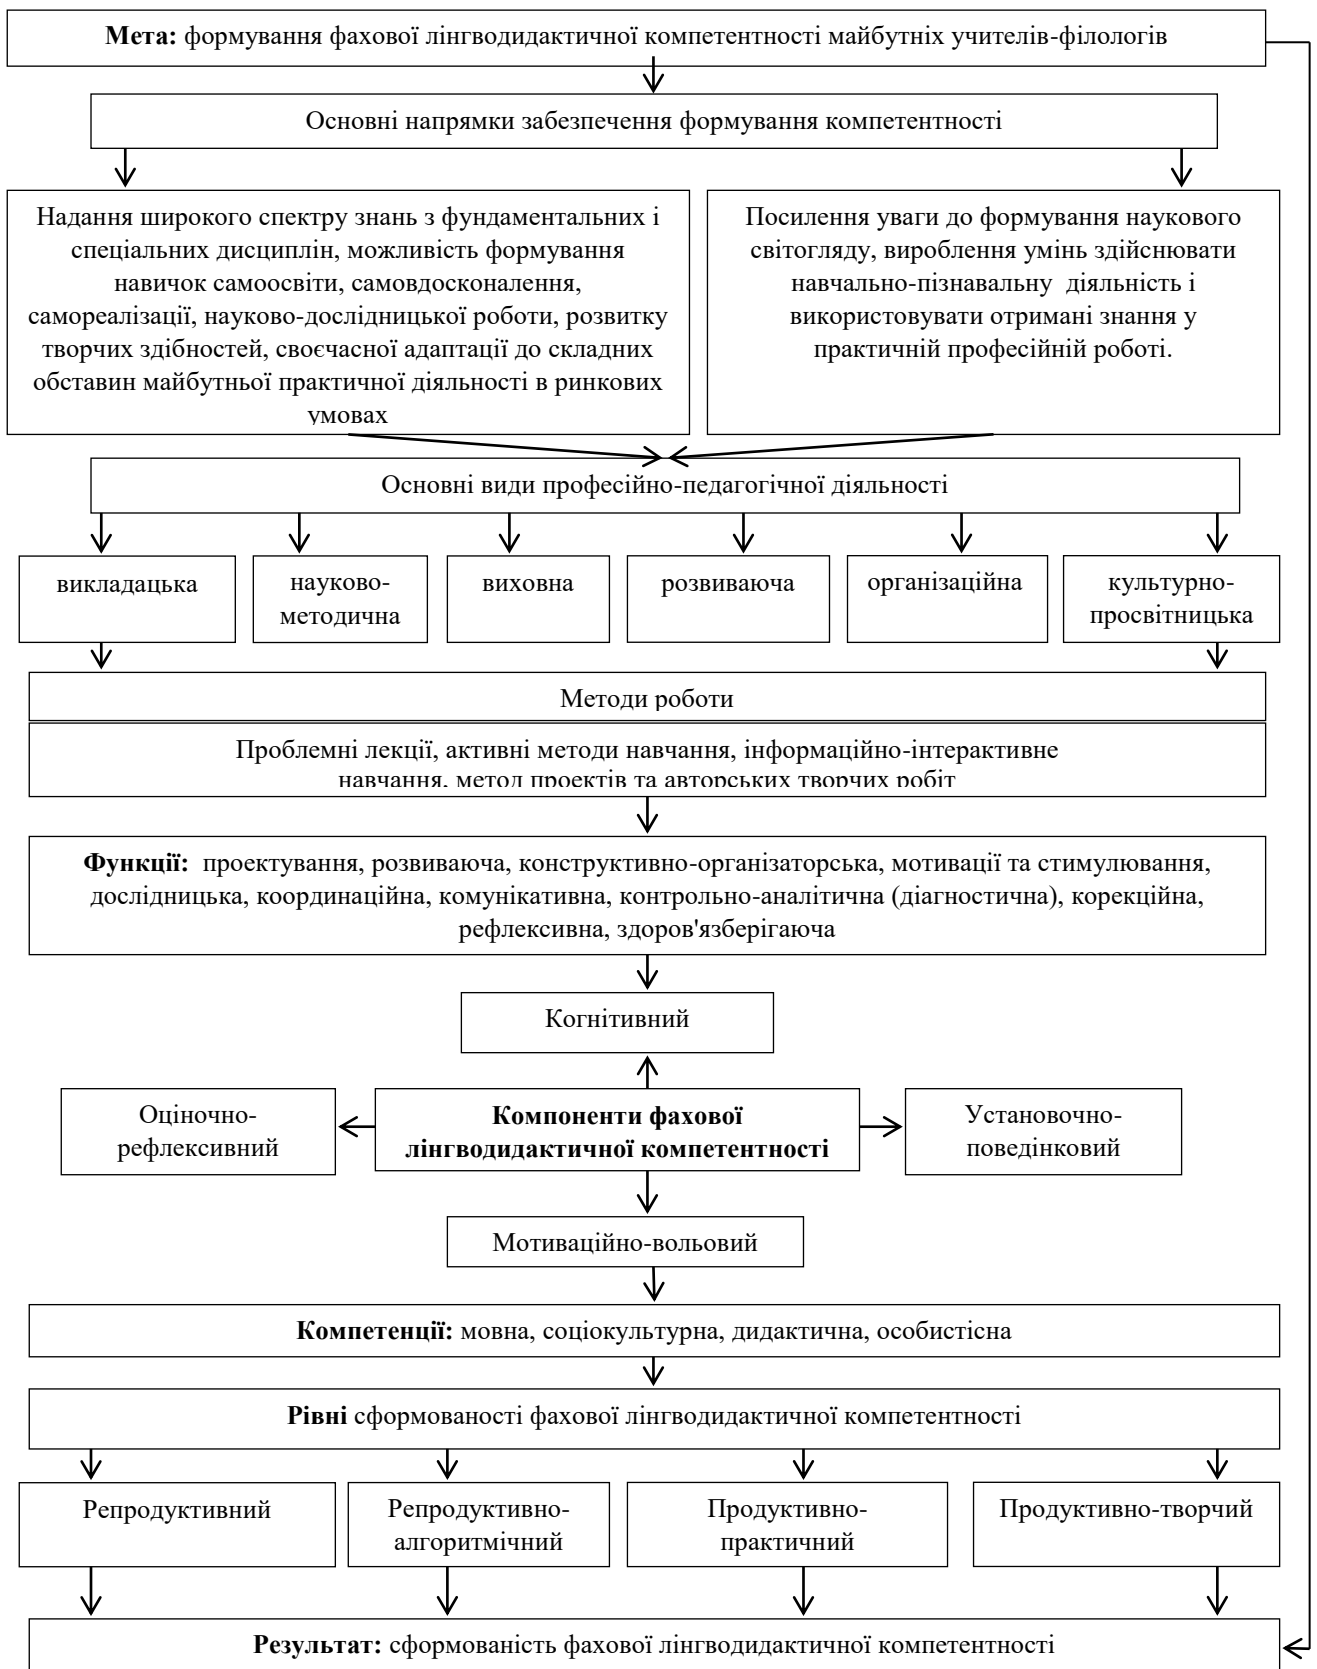 Мета: формування фахової лінгводидактичної компетентності майбутніх учителів-філологів
Основні напрямки забезпечення формування компетентності
Надання широкого спектру знань з фундаментальних і
спеціальних дисциплін, можливість формування
навичок самоосвіти, самовдосконалення,
самореалізації, науково-дослідницької роботи, розвитку
творчих здібностей, своєчасної адаптації до складних
обставин майбутньої практичної діяльності в ринкових
умовах
Посилення уваги до формування наукового
світогляду, вироблення умінь здійснювати
навчально-пізнавальну діяльність і
використовувати отримані знання у
практичній професійній роботі.
Основні види професійно-педагогічної діяльності
викладацька
науково-
методична
виховна
розвиваюча
організаційна
культурно-
просвітницька
Методи роботи
Проблемні лекції, активні методи навчання, інформаційно-інтерактивне
навчання, метод проектів та авторських творчих робіт
Функції: проектування, розвиваюча, конструктивно-організаторська, мотивації та стимулювання,
дослідницька, координаційна, комунікативна, контрольно-аналітична (діагностична), корекційна,
рефлексивна, здоров'язберігаюча
Когнітивний
Оціночно-
рефлексивний
Компоненти фахової
лінгводидактичної компетентності
Установочно-
поведінковий
Мотиваційно-вольовий
Компетенції: мовна, соціокультурна, дидактична, особистісна
Рівні сформованості фахової лінгводидактичної компетентності
Репродуктивний
Репродуктивно-
алгоритмічний
Продуктивно-
практичний
Продуктивно-творчий
Результат: сформованість фахової лінгводидактичної компетентності